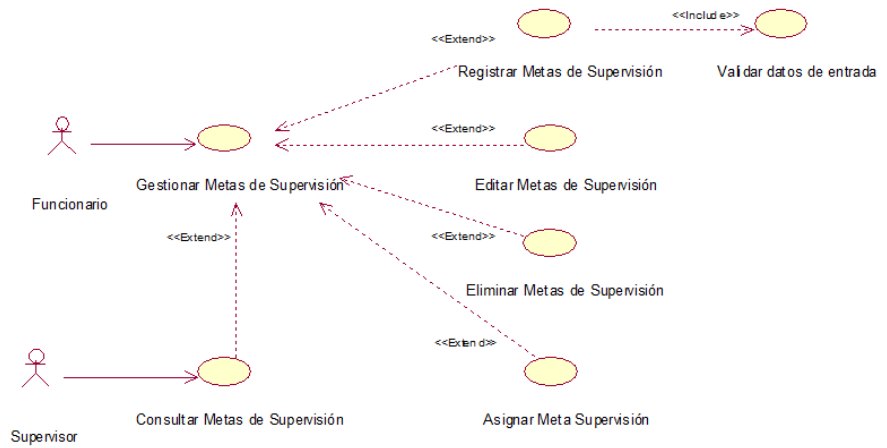 <<Include>>
<<Extend>>
Registrar Metas de Supervisión
Validar datos de entrada
<<Extend>>
Gestionar Metas de Supervisión
Editar Metas de Supervisión
Funcionario
<<Extend>>
<<Extend>>
Eliminar Metas de Supervisión
<<Extend>>
Consultar Metas de Supervisión
Asignar Meta Supervisión
Supervisor